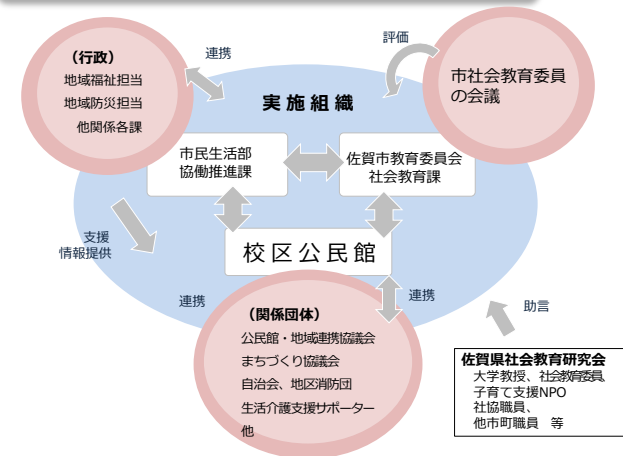 （行政）
地域福祉担当
地域防災担当
他関係各課
連携
評価
市社会教育委員
の会議
実施組織
市民生活部
協働推進課
佐賀市教育委員会
社会教育課
支援
情報提供
校区公民館
連携
連携
助言
（関係団体）
公民館・地域連携協議会
まちづくり協議会
自治会、地区消防団
生活介護支援サポーター
他
佐賀県社会教育研究会
大学教授、社会教育委員、
子育て支援NPO
社協職員、
他市町職員　等